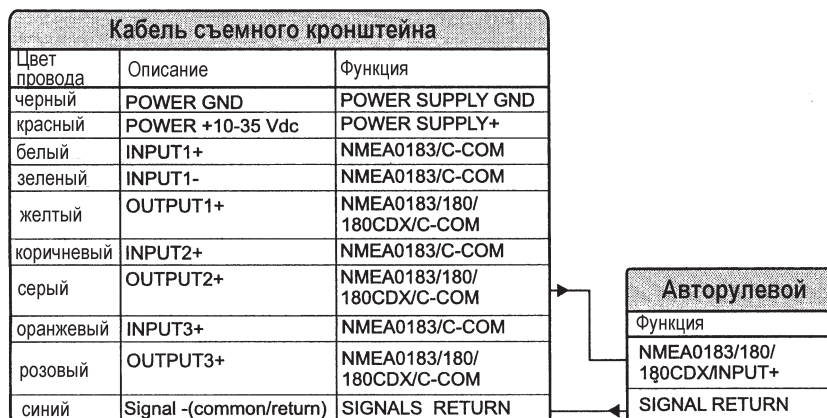 Кабель съемного кронштейна
Цвет провода Описание Функция
черный POWER GND POWER SUPPLY GND
красный POWER +10-35 Vdc POWER SUPPLY+
белый INPUT1+ NMEA0183/C-COM
зеленый INPUT1- NMEA0183/C-COM
желтый OUTPUT1+ NMEA0183/180/
180CDX/C-COM
коричневый INPUT2+ NMEA0183/C-COM
серый OUTPUT2+ NMEA0183/180/
180CDX/C-COM
оранжевый INPUT3+ NMEA0183/C-COM
розовый OUTPUT3+ NMEA0183/180/
180CDX/C-COM
синий Signal -(common/return) SIGNALS RETURN
Авторулевой
Функция
NMEA0183/180/
180CDX/INPUT+
SIGNAL RETURN